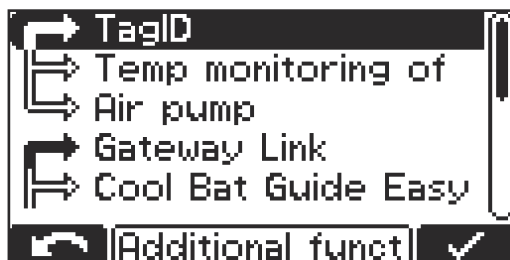 TagID
Temp monitoring of
Air pump
Gateway Link
Cool Bat Guide Easy
Additional funct